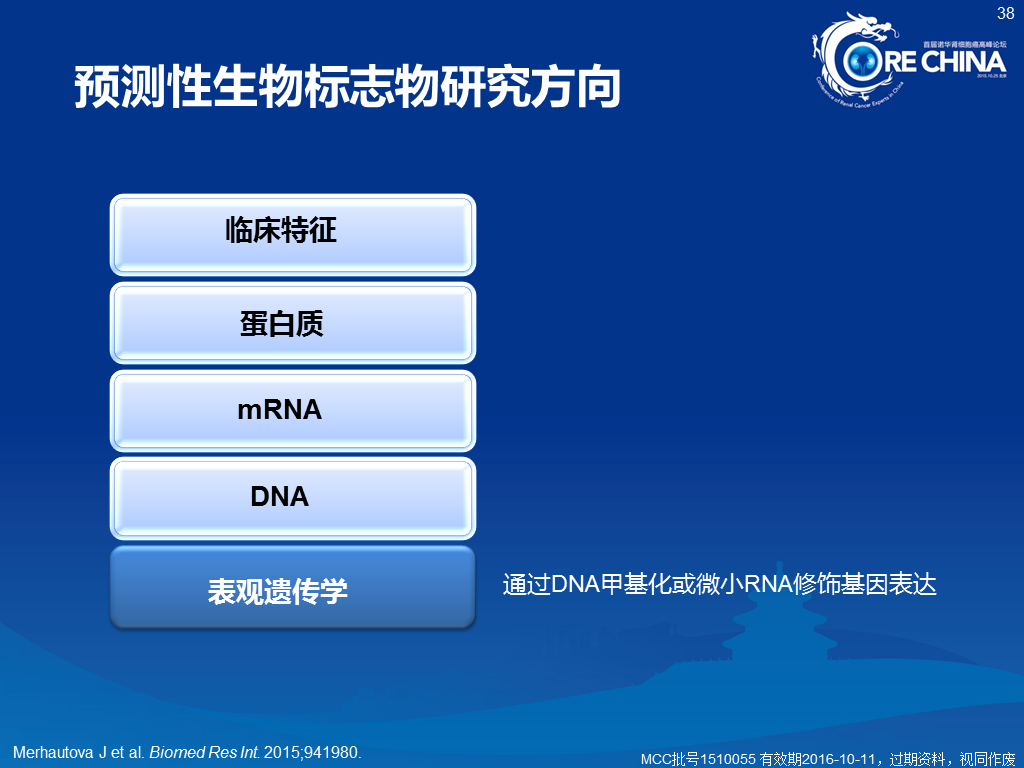 38
首届诺华肾细胞癌高峰论坛
CORE CHINA
2015.10.25 北京
Conference of Renal Cancer Experts in China
预测性生物标志物研究方向
临床特征
蛋白质
mRNA
DNA
表观遗传学
通过DNA甲基化或微小RNA修饰基因表达
Merhautova J et al. Biomed Res Int. 2015;941980.
MCC批号1510055 有效期2016-10-11，过期资料，视同作废